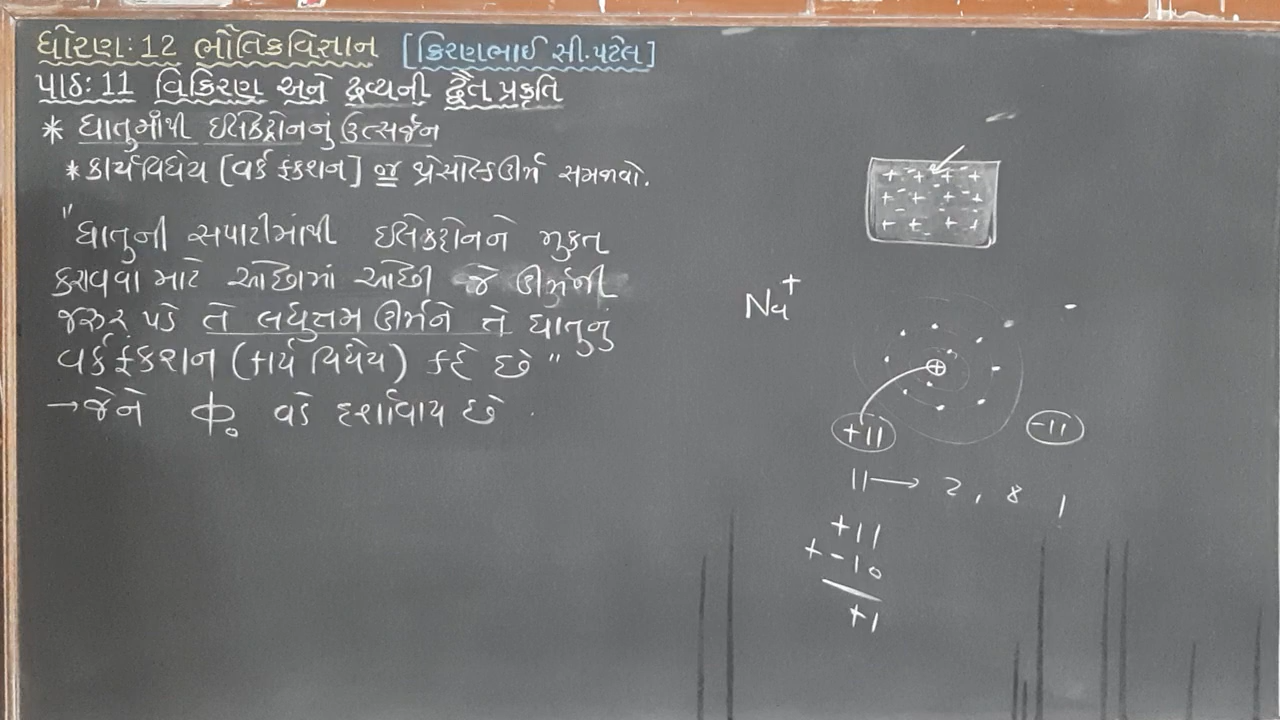 ધોરણ: 12 ભૌતિકવિજ્ઞાન [કિરણભાઈ સી. પટેલ]
પાઠ: 11 વિકિરણ અને દ્રવ્યની દ્વૈત પ્રકૃતિ
* ધાતુમાંથી ઈલેક્ટ્રોનનું ઉત્સર્જન
* કાર્યવિધેય [વર્ક ફંકશન] જ થ્રેસોલ્ડ ઊર્જા સમજાવો.
"ધાતુની સપાટીમાંથી ઈલેક્ટ્રોનને મુક્ત
કરાવવા માટે ઓછામાં ઓછી જે ઊર્જાની
જરૂર પડે તે લઘુત્તમ ઊર્જાને તે ધાતુનું
વર્ક ફંકશન (કાર્ય વિધેય) કહે છે"
→ જેને ϕ₀ વડે દર્શાવાય છે.
+ - + - + - +
+ - + - + - +
+ + - + - +
Na⁺
+
+11
-11
11 → 2, 8 1
+11
+ -10
+1